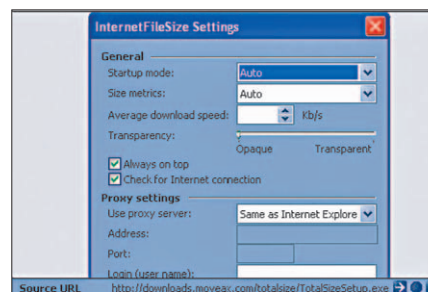 InternetFileSize Settings
General
Startup mode: Auto
Size metrics: Auto
Average download speed: Kb/s
Transparency:
Opaque Transparent
Always on top
Check for Internet connection
Proxy settings
Use proxy server: Same as Internet Explore
Address:
Port:
Login (user name):
Source URL http://downloads.movear.com/totalsize/TotalSizeSetup.exe